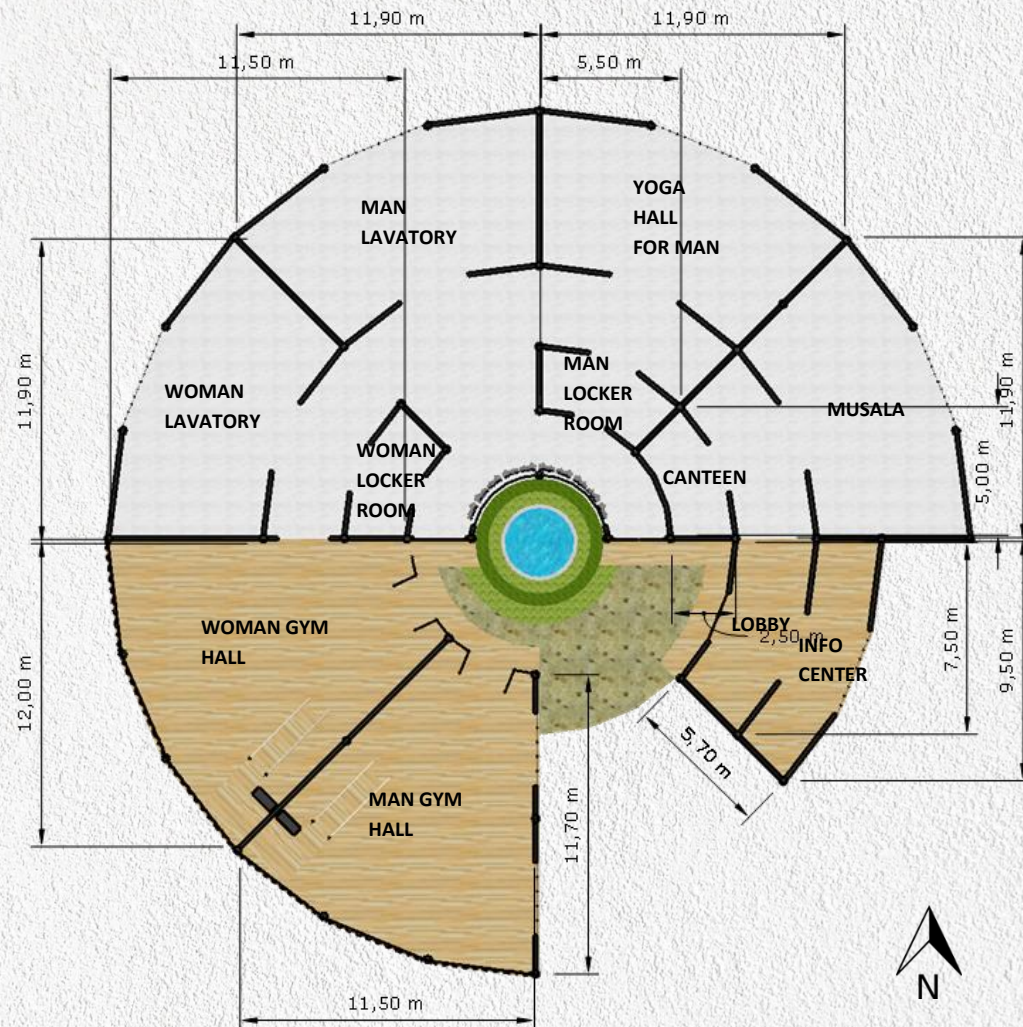 11,90 m
11,90 m
11,50 m
5,50 m
YOGA
HALL
FOR MAN
MAN
LAVATORY
11,90 m
11,90 m
MAN
LOCKER
ROOM
WOMAN
LAVATORY
MUSALA
WOMAN
LOCKER
ROOM
CANTEEN
5,00 m
WOMAN GYM
HALL
LOBBY
2,50 m
INFO
CENTER
7,50 m
9,50 m
12,00 m
5,70 m
MAN GYM
HALL
11,70 m
11,50 m
N